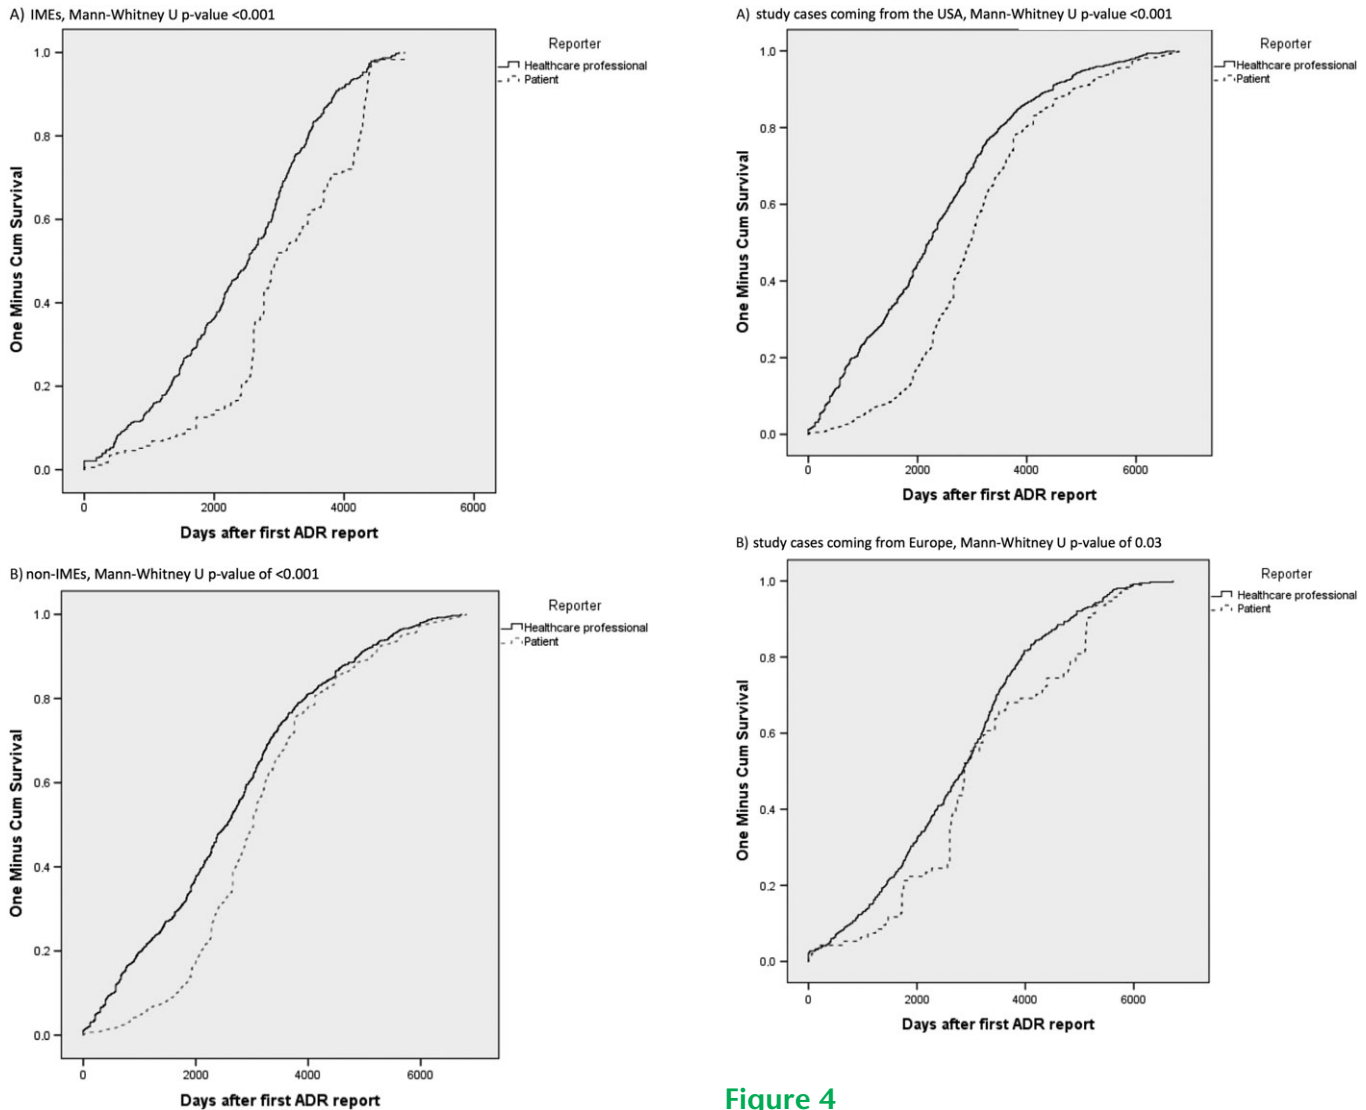 A) IMEs, Mann-Whitney U p-value <0.001
Reporter
Healthcare professional
Patient
1.0
0.8
0.6
0.4
0.2
0.0
One Minus Cum Survival
0 2000 4000 6000
Days after first ADR report
B) non-IMEs, Mann-Whitney U p-value of <0.001
Reporter
Healthcare professional
Patient
1.0
0.8
0.6
0.4
0.2
0.0
One Minus Cum Survival
0 2000 4000 6000
Days after first ADR report
A) study cases coming from the USA, Mann-Whitney U p-value <0.001
Reporter
Healthcare professional
Patient
1.0
0.8
0.6
0.4
0.2
0.0
One Minus Cum Survival
0 2000 4000 6000
Days after first ADR report
B) study cases coming from Europe, Mann-Whitney U p-value of 0.03
Reporter
Healthcare professional
Patient
1.0
0.8
0.6
0.4
0.2
0.0
One Minus Cum Survival
0 2000 4000 6000
Days after first ADR report
Figure 4